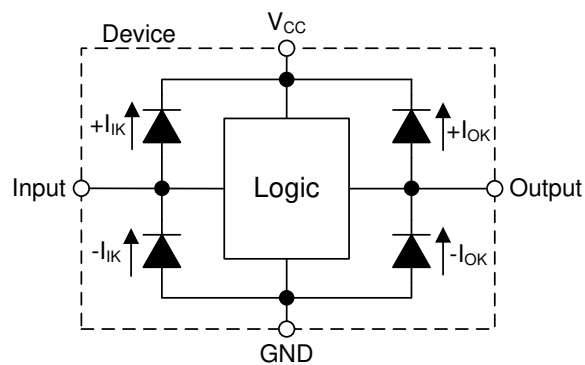 V_CC
Device
+I_IK
+I_OK
Input
Logic
Output
-I_IK
-I_OK
GND